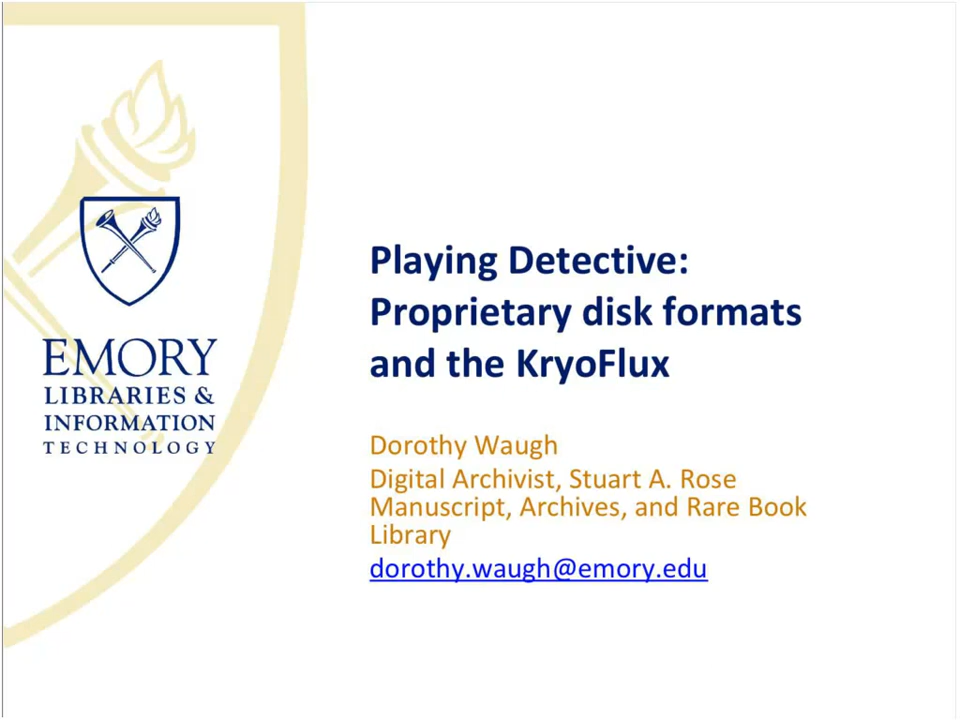 EMORY
LIBRARIES &
INFORMATION
TECHNOLOGY
Playing Detective:
Proprietary disk formats
and the KryoFlux
Dorothy Waugh
Digital Archivist, Stuart A. Rose
Manuscript, Archives, and Rare Book
Library
dorothy.waugh@emory.edu